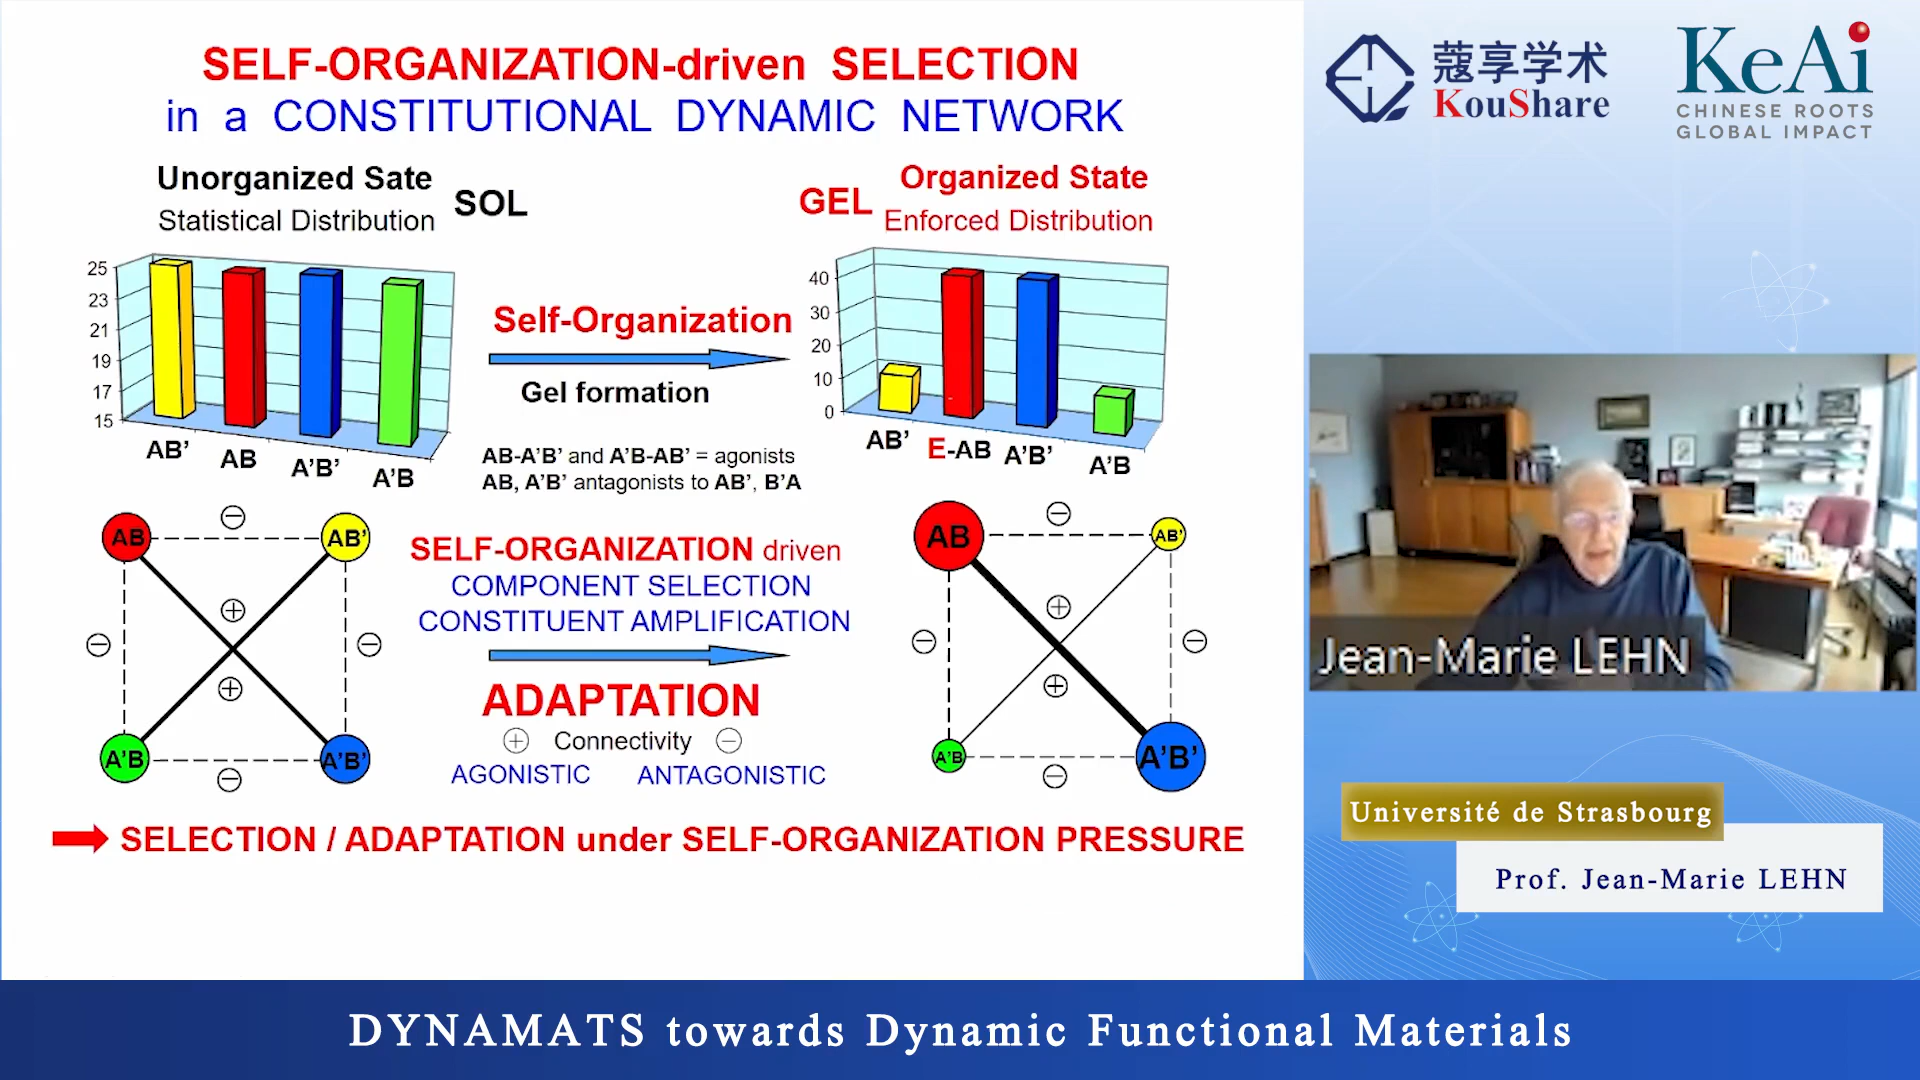 SELF-ORGANIZATION-driven SELECTION
in a CONSTITUTIONAL DYNAMIC NETWORK
Unorganized Sate
Statistical Distribution
SOL
GEL
Organized State
Enforced Distribution
25
23
21
19
17
15
AB’
AB
A’B’
A’B
Self-Organization
Gel formation
40
30
20
10
0
AB’
E-AB
A’B’
A’B
AB-A’B’ and A’B-AB’ = agonists
AB, A’B’ antagonists to AB’, B’A
AB
AB’
A’B
A’B’
SELF-ORGANIZATION driven
COMPONENT SELECTION
CONSTITUENT AMPLIFICATION
ADAPTATION
+ Connectivity −
AGONISTIC ANTAGONISTIC
AB
AB’
A’B
A’B’
SELECTION / ADAPTATION under SELF-ORGANIZATION PRESSURE
蔻享学术
KouShare
KeAi
CHINESE ROOTS
GLOBAL IMPACT
Jean-Marie LEHN
Université de Strasbourg
Prof. Jean-Marie LEHN
DYNAMATS towards Dynamic Functional Materials